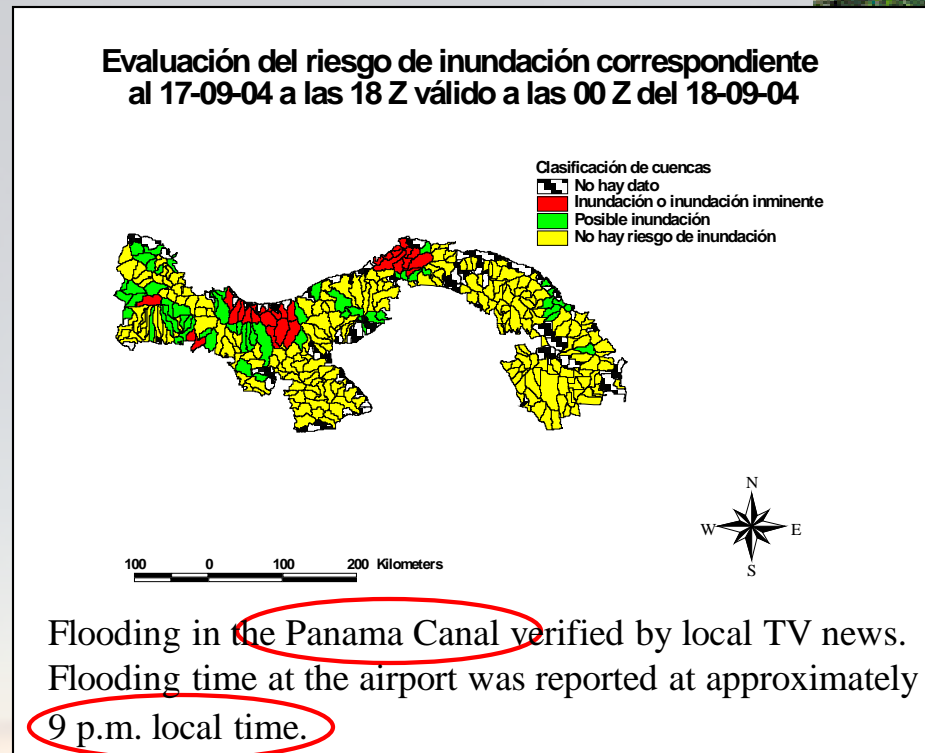 Evaluación del riesgo de inundación correspondiente
al 17-09-04 a las 18 Z válido a las 00 Z del 18-09-04
Clasificación de cuencas
No hay dato
Inundación o inundación inminente
Posible inundación
No hay riesgo de inundación
N
W E
S
100 0 100 200 Kilometers
Flooding in the Panama Canal verified by local TV news.
Flooding time at the airport was reported at approximately
9 p.m. local time.